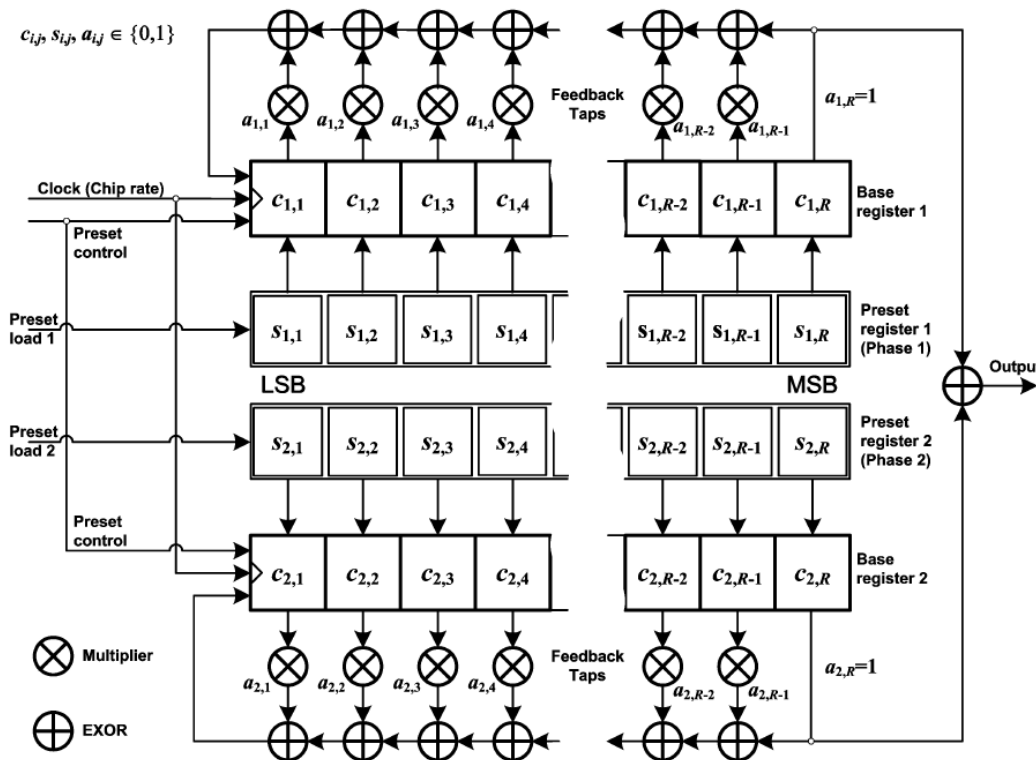 c_{i,j}, s_{i,j}, a_{i,j} ∈ {0,1}
a_{1,1} a_{1,2} a_{1,3} a_{1,4} Feedback Taps a_{1,R-2} a_{1,R-1} a_{1,R}=1
Clock (Chip rate)
c_{1,1} c_{1,2} c_{1,3} c_{1,4} c_{1,R-2} c_{1,R-1} c_{1,R}
Base
register 1
Preset
control
Preset
load 1
s_{1,1} s_{1,2} s_{1,3} s_{1,4} s_{1,R-2} s_{1,R-1} s_{1,R}
Preset
register 1
(Phase 1)
LSB MSB
Output
Preset
load 2
s_{2,1} s_{2,2} s_{2,3} s_{2,4} s_{2,R-2} s_{2,R-1} s_{2,R}
Preset
register 2
(Phase 2)
Preset
control
c_{2,1} c_{2,2} c_{2,3} c_{2,4} c_{2,R-2} c_{2,R-1} c_{2,R}
Base
register 2
Multiplier
a_{2,1} a_{2,2} a_{2,3} a_{2,4} Feedback Taps a_{2,R-2} a_{2,R-1} a_{2,R}=1
EXOR